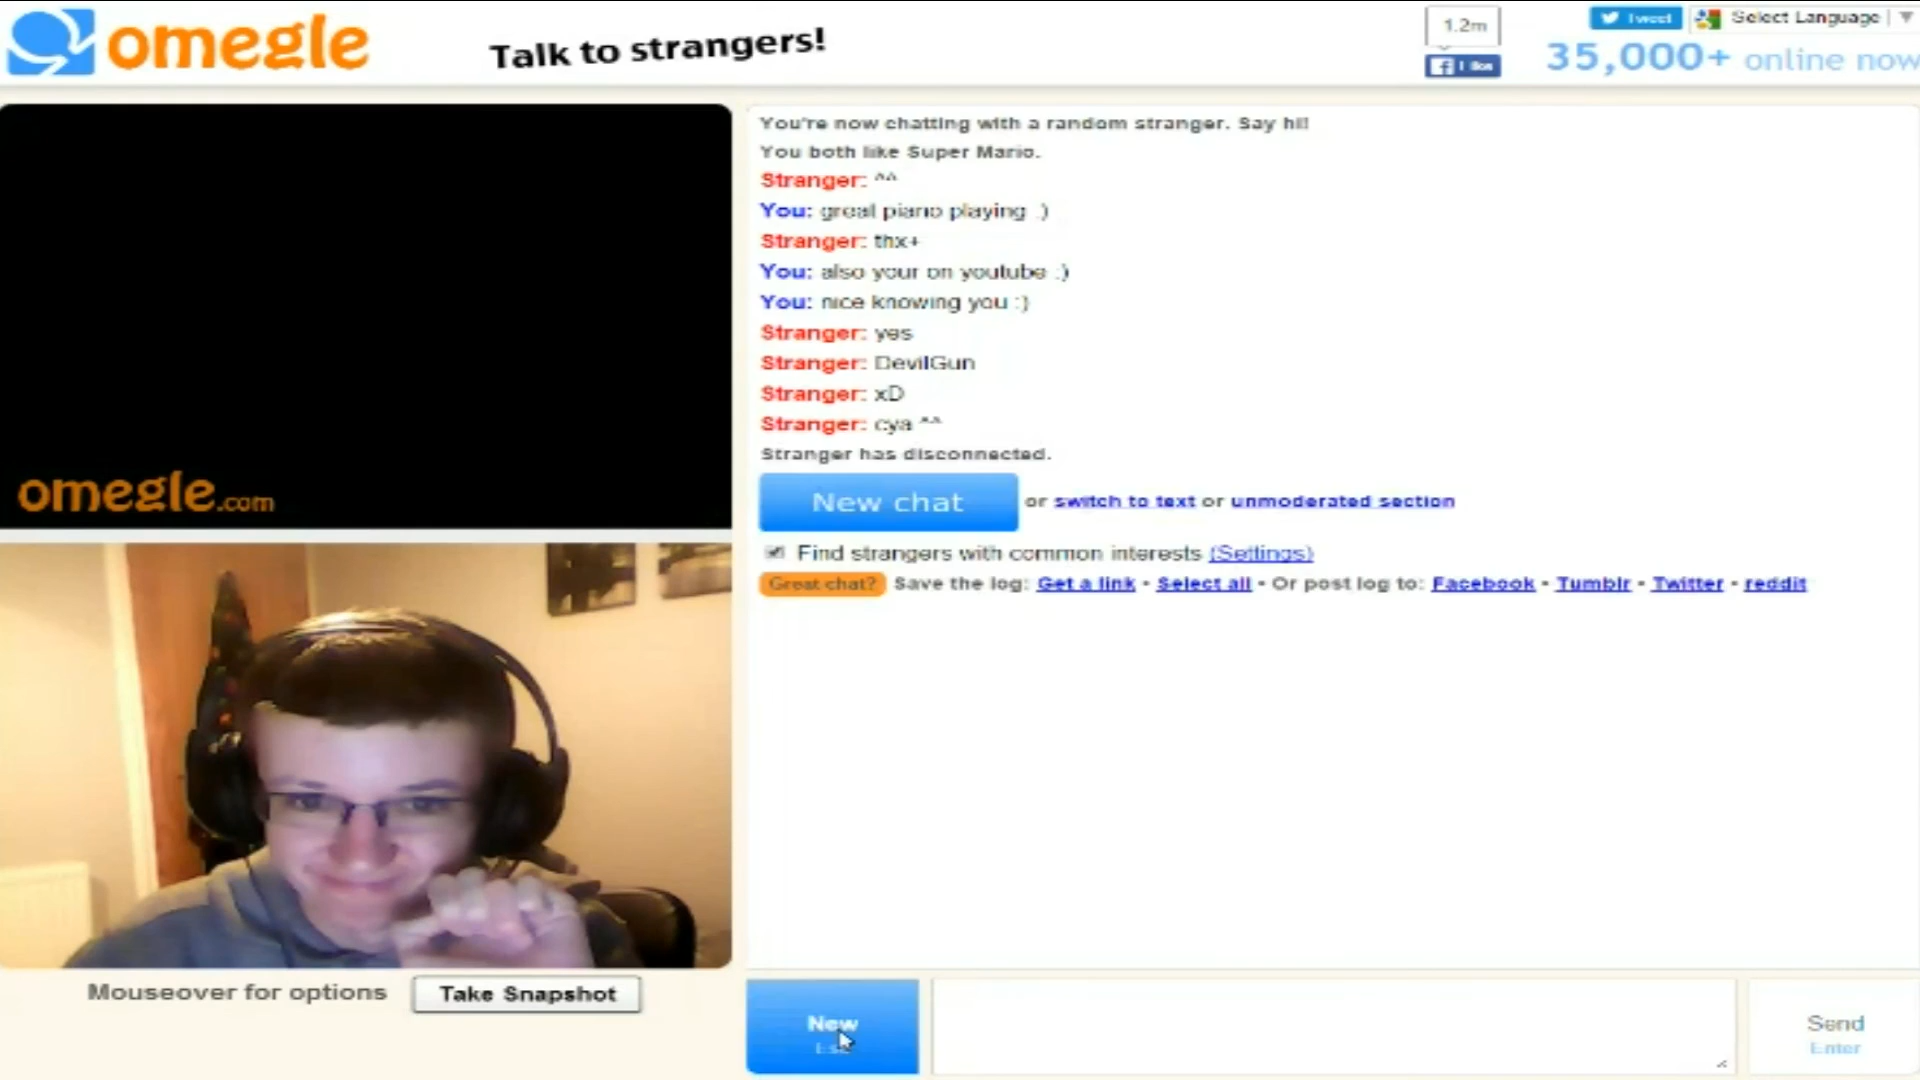 omegle
Talk to strangers!
1.2m
Tweet
Select Language
35,000+ online now
You're now chatting with a random stranger. Say hi!
You both like Super Mario.
Stranger: ^^
You: great piano playing :)
Stranger: thx+
You: also your on youtube :)
You: nice knowing you :)
Stranger: yes
Stranger: DevilGun
Stranger: xD
Stranger: cya ^^
Stranger has disconnected.
omegle.com
New chat or switch to text or unmoderated section
Find strangers with common interests (Settings)
Great chat? Save the log: Get a link • Select all • Or post log to: Facebook • Tumblr • Twitter • reddit
Mouseover for options
Take Snapshot
New
Send
Enter